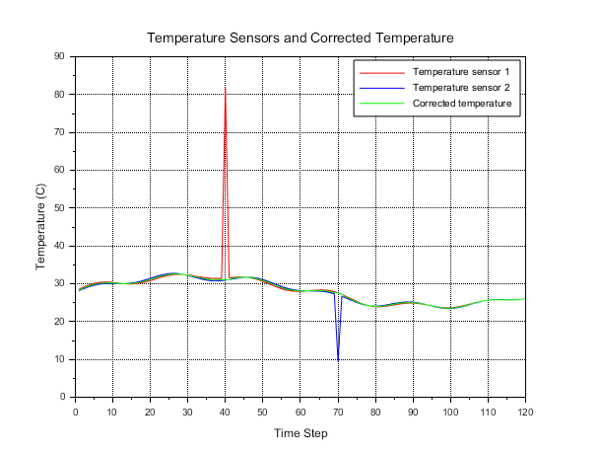 Temperature Sensors and Corrected Temperature
Temperature sensor 1
Temperature sensor 2
Corrected temperature
90
80
70
60
50
40
30
20
10
0
Temperature (C)
0 10 20 30 40 50 60 70 80 90 100 110 120
Time Step